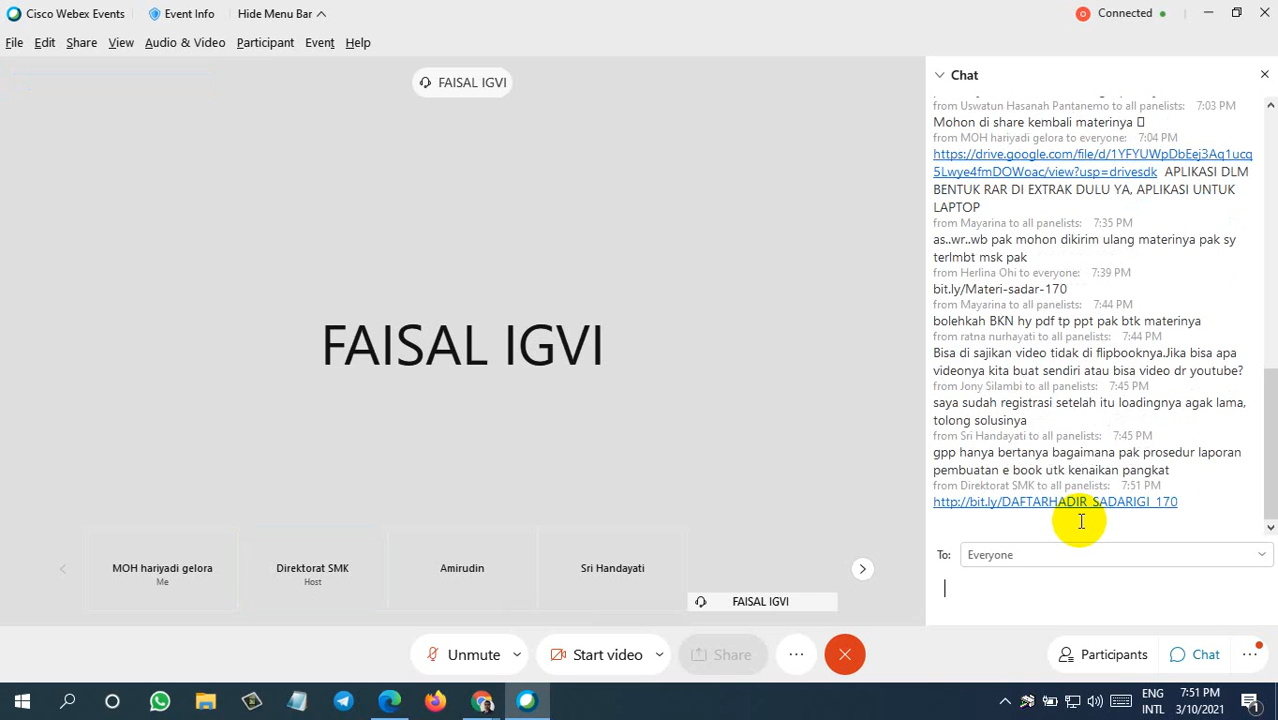 Cisco Webex Events
Event Info
Hide Menu Bar
Connected
File Edit Share View Audio & Video Participant Event Help
FAISAL IGVI
FAISAL IGVI
MOH hariyadi gelora
Me
Direktorat SMK
Host
Amirudin
Sri Handayati
FAISAL IGVI
Chat
from Uswatun Hasanah Pantanemo to all panelists: 7:03 PM
Mohon di share kembali materinya
from MOH hariyadi gelora to everyone: 7:04 PM
https://drive.google.com/file/d/1YFYUWpDbEej3Aq1ucq
5Lwye4fmDOWoac/view?usp=drivesdk APLIKASI DLM
BENTUK RAR DI EXTRAK DULU YA, APLIKASI UNTUK
LAPTOP
from Mayarina to all panelists: 7:35 PM
as..wr..wb pak mohon dikirim ulang materinya pak sy
terlmbt msk pak
from Herlina Ohi to everyone: 7:39 PM
bit.ly/Materi-sadar-170
from Mayarina to all panelists: 7:44 PM
bolehkah BKN hy pdf tp ppt pak btk materinya
from ratna nurhayati to all panelists: 7:44 PM
Bisa di sajikan video tidak di flipbooknya.Jika bisa apa
videonya kita buat sendiri atau bisa video dr youtube?
from Jony Silambi to all panelists: 7:45 PM
saya sudah registrasi setelah itu loadingnya agak lama,
tolong solusinya
from Sri Handayati to all panelists: 7:45 PM
gpp hanya bertanya bagaimana pak prosedur laporan
pembuatan e book utk kenaikan pangkat
from Direktorat SMK to all panelists: 7:51 PM
http://bit.ly/DAFTARHADIR_SADARIGI_170
To: Everyone
Unmute
Start video
Share
Participants
Chat
ENG
INTL
7:51 PM
3/10/2021
1